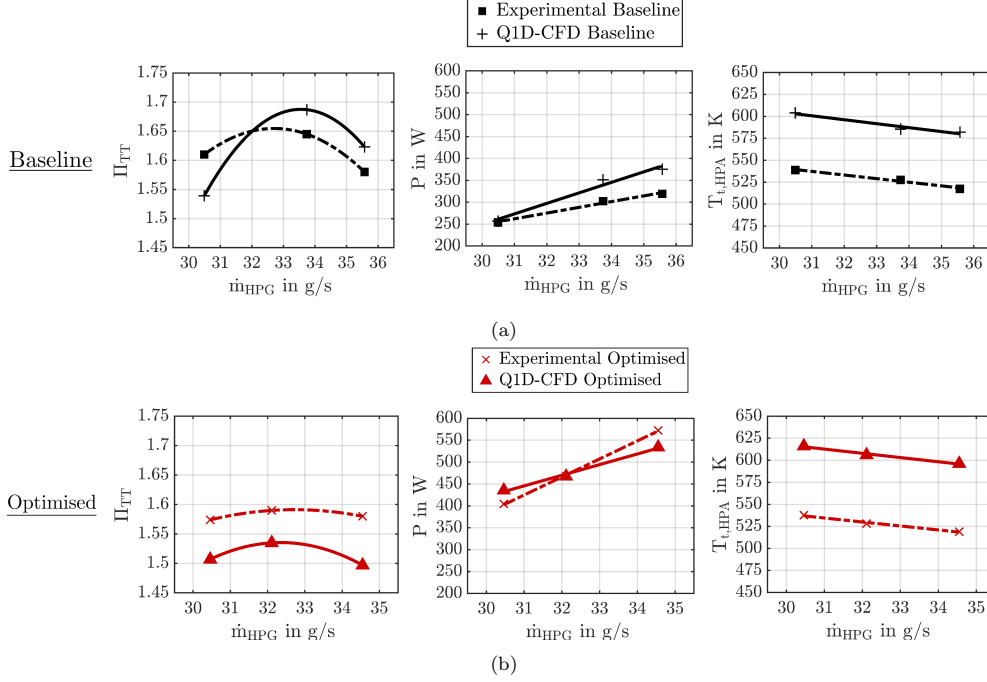 Experimental Baseline
Q1D-CFD Baseline
Baseline
1.75
1.7
1.65
1.6
1.55
1.5
1.45
Π_TT
30 31 32 33 34 35 36
ṁ_HPG in g/s
600
550
500
450
400
350
300
250
200
P in W
30 31 32 33 34 35 36
ṁ_HPG in g/s
650
625
600
575
550
525
500
475
450
T_t,HPA in K
30 31 32 33 34 35 36
ṁ_HPG in g/s
(a)
Experimental Optimised
Q1D-CFD Optimised
Optimised
1.75
1.7
1.65
1.6
1.55
1.5
1.45
Π_TT
30 31 32 33 34 35
ṁ_HPG in g/s
600
550
500
450
400
350
300
250
200
P in W
30 31 32 33 34 35
ṁ_HPG in g/s
650
625
600
575
550
525
500
475
450
T_t,HPA in K
30 31 32 33 34 35
ṁ_HPG in g/s
(b)